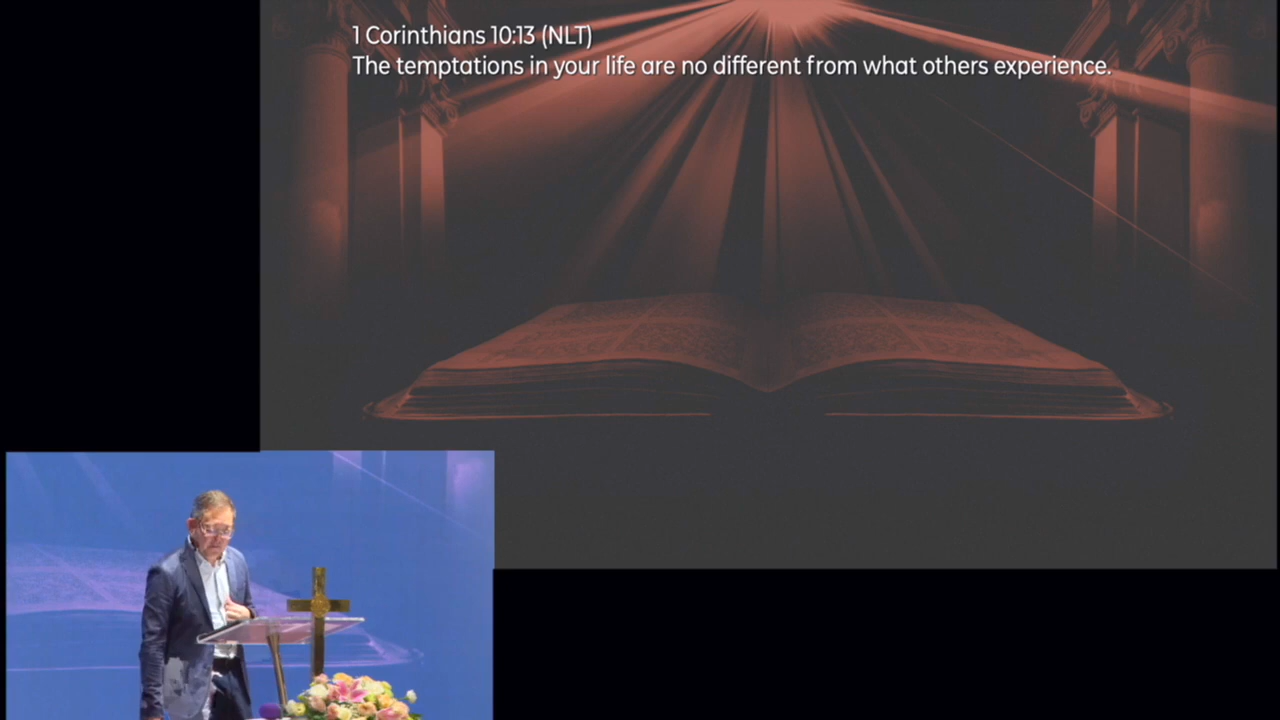 1 Corinthians 10:13 (NLT)
The temptations in your life are no different from what others experience.